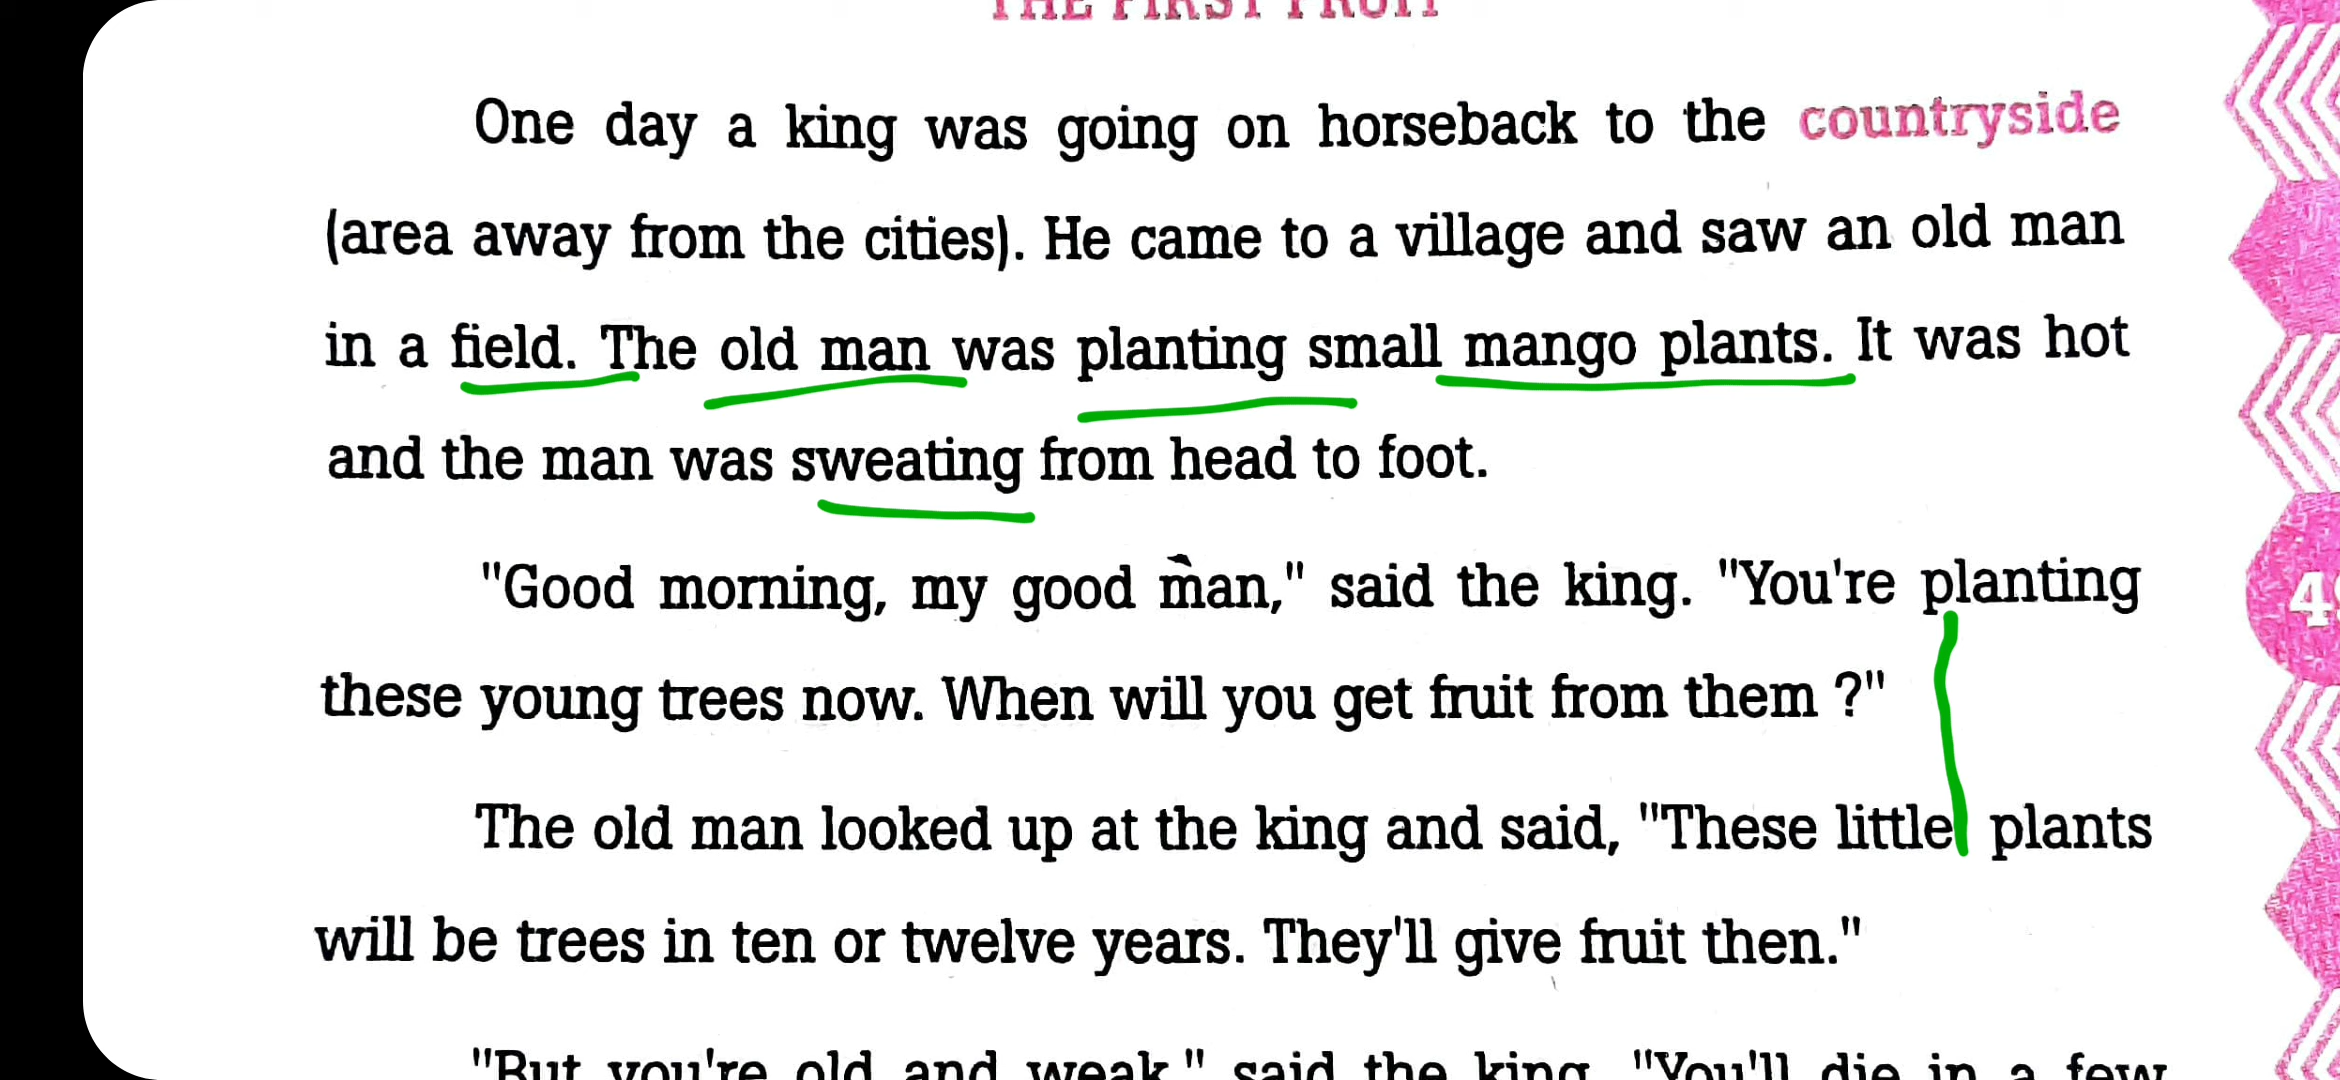 THE FIRST FRUIT
One day a king was going on horseback to the countryside
(area away from the cities). He came to a village and saw an old man
in a field. The old man was planting small mango plants. It was hot
and the man was sweating from head to foot.
"Good morning, my good man," said the king. "You're planting
these young trees now. When will you get fruit from them ?"
The old man looked up at the king and said, "These little plants
will be trees in ten or twelve years. They'll give fruit then."
"But you're old and weak," said the king. "You'll die in a few